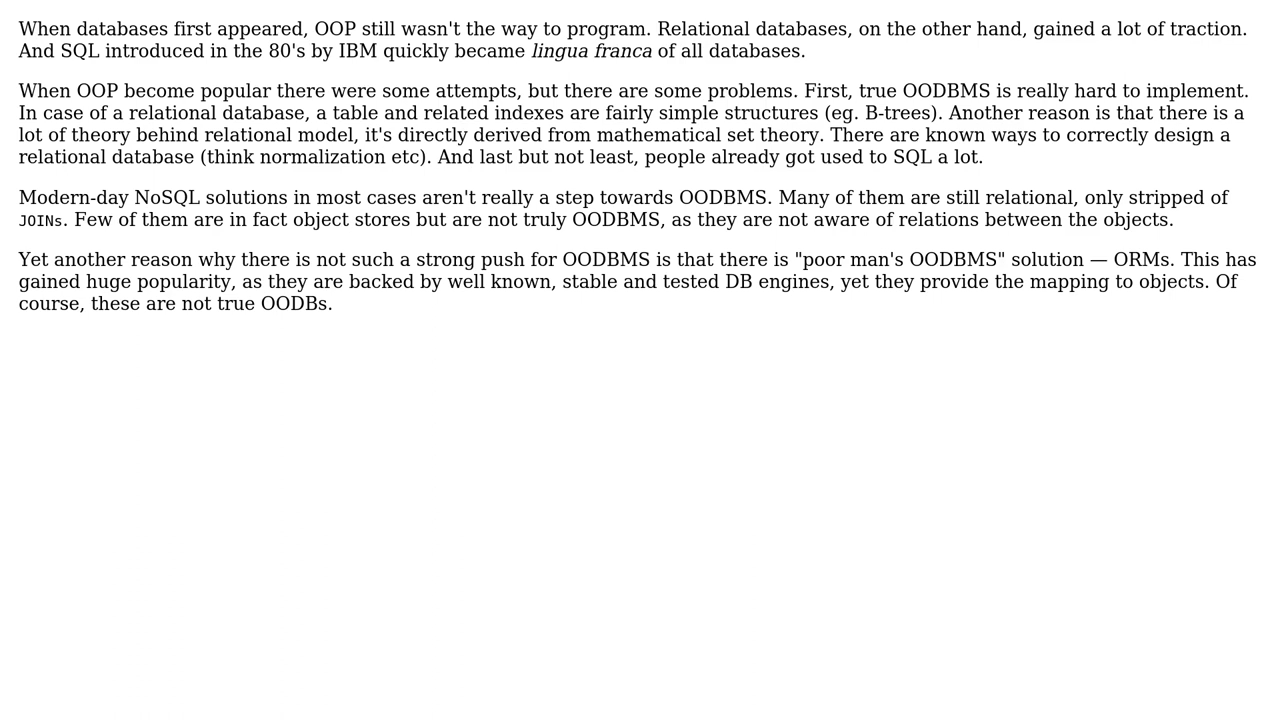 When databases first appeared, OOP still wasn't the way to program. Relational databases, on the other hand, gained a lot of traction.
And SQL introduced in the 80's by IBM quickly became lingua franca of all databases.
When OOP become popular there were some attempts, but there are some problems. First, true OODBMS is really hard to implement.
In case of a relational database, a table and related indexes are fairly simple structures (eg. B-trees). Another reason is that there is a
lot of theory behind relational model, it's directly derived from mathematical set theory. There are known ways to correctly design a
relational database (think normalization etc). And last but not least, people already got used to SQL a lot.
Modern-day NoSQL solutions in most cases aren't really a step towards OODBMS. Many of them are still relational, only stripped of
JOINs. Few of them are in fact object stores but are not truly OODBMS, as they are not aware of relations between the objects.
Yet another reason why there is not such a strong push for OODBMS is that there is "poor man's OODBMS" solution — ORMs. This has
gained huge popularity, as they are backed by well known, stable and tested DB engines, yet they provide the mapping to objects. Of
course, these are not true OODBs.